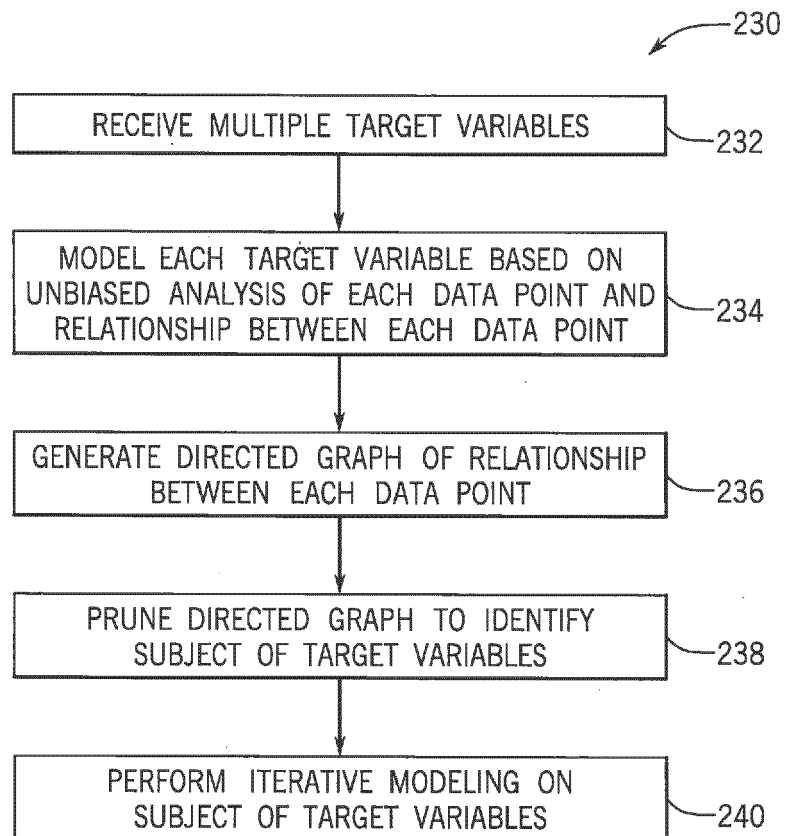 230
RECEIVE MULTIPLE TARGET VARIABLES
232
MODEL EACH TARGET VARIABLE BASED ON
UNBIASED ANALYSIS OF EACH DATA POINT AND
RELATIONSHIP BETWEEN EACH DATA POINT
234
GENERATE DIRECTED GRAPH OF RELATIONSHIP
BETWEEN EACH DATA POINT
236
PRUNE DIRECTED GRAPH TO IDENTIFY
SUBJECT OF TARGET VARIABLES
238
PERFORM ITERATIVE MODELING ON
SUBJECT OF TARGET VARIABLES
240